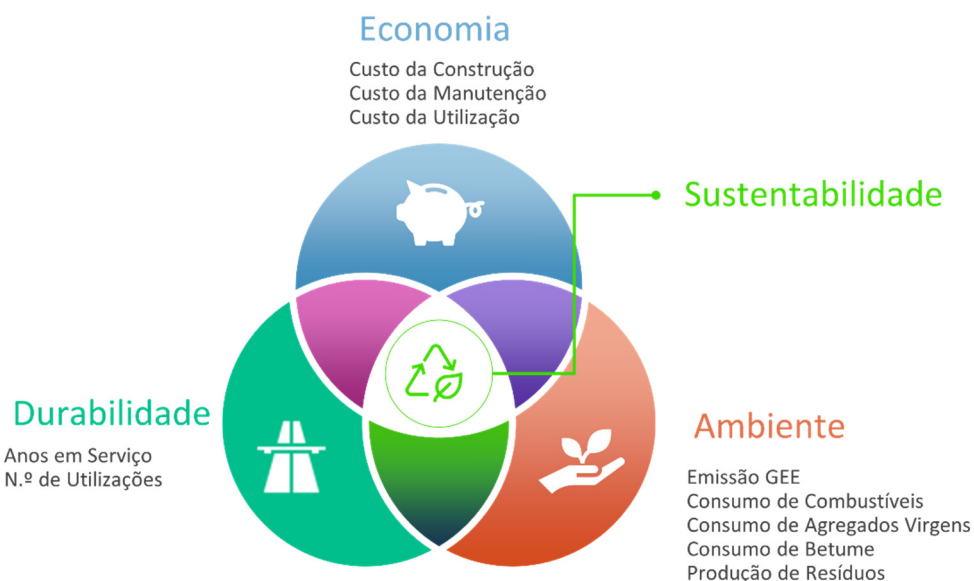 Economia
Custo da Construção
Custo da Manutenção
Custo da Utilização
Sustentabilidade
Durabilidade
Anos em Serviço
N.º de Utilizações
Ambiente
Emissão GEE
Consumo de Combustíveis
Consumo de Agregados Virgens
Consumo de Betume
Produção de Resíduos